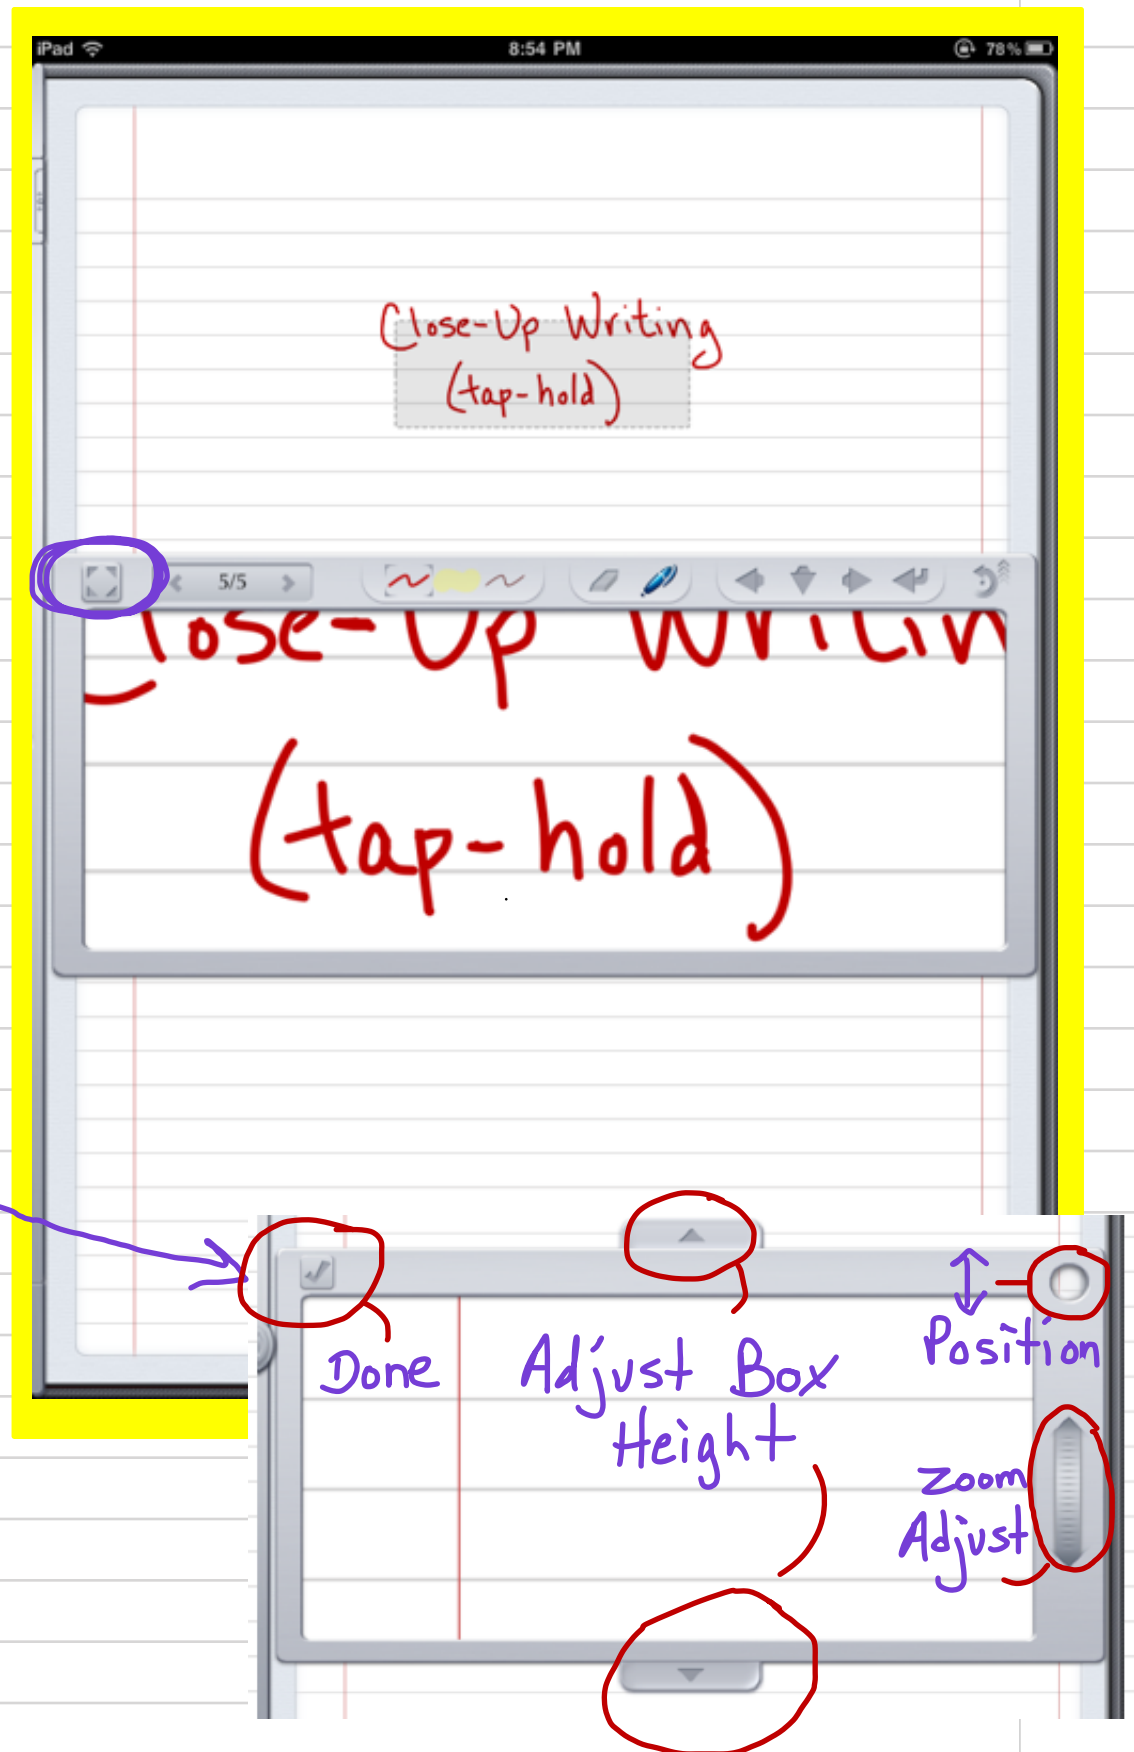 iPad 8:54 PM 78%
Close-Up Writing
(tap-hold)
5/5
lose-Up Writin
(tap-hold)
Done
Adjust Box
Height
Position
Zoom
Adjust